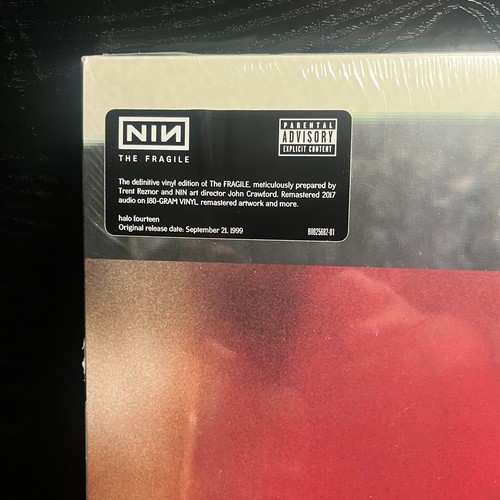 NIN
THE FRAGILE
PARENTAL
ADVISORY
EXPLICIT CONTENT
The definitive vinyl edition of The FRAGILE, meticulously prepared by
Trent Reznor and NIN art director John Crawford. Remastered 2017
audio on 180-GRAM VINYL, remastered artwork and more.
halo fourteen
Original release date: September 21, 1999
B0025682-01